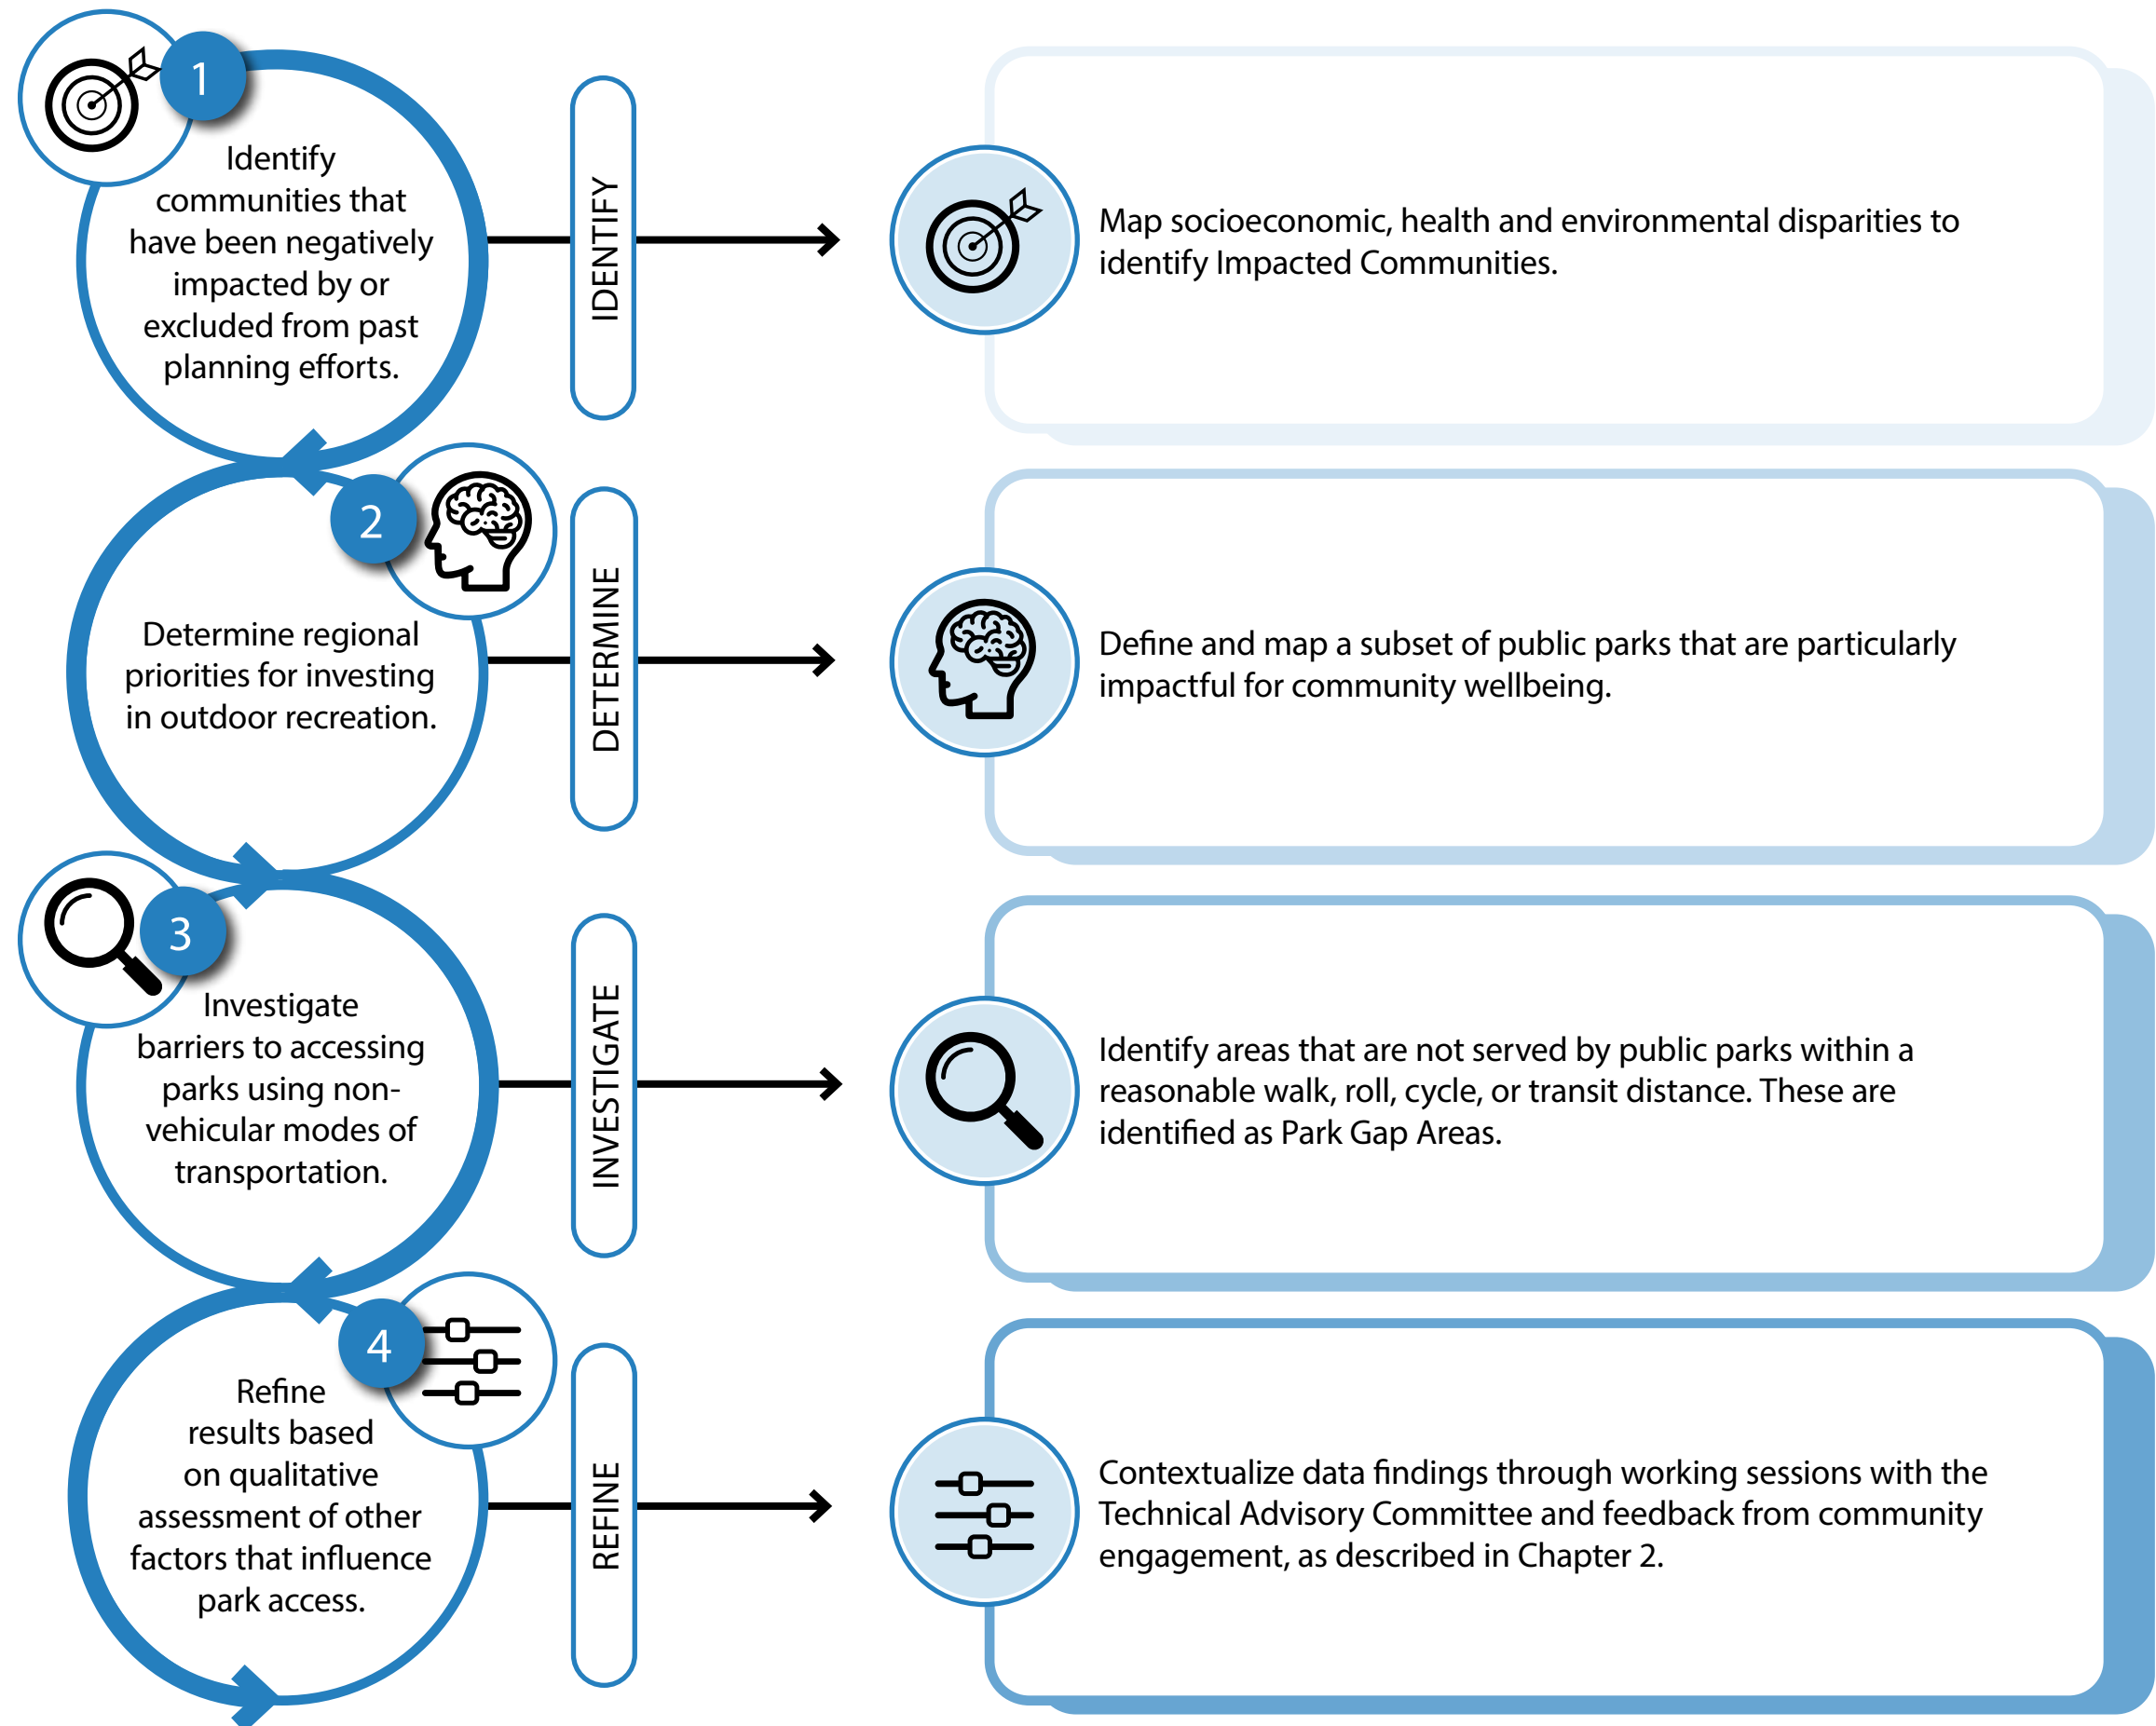 1
Identify
communities that
have been negatively
impacted by or
excluded from past
planning efforts.
IDENTIFY
Map socioeconomic, health and environmental disparities to
identify Impacted Communities.
2
Determine regional
priorities for investing
in outdoor recreation.
DETERMINE
Define and map a subset of public parks that are particularly
impactful for community wellbeing.
3
Investigate
barriers to accessing
parks using non-
vehicular modes of
transportation.
INVESTIGATE
Identify areas that are not served by public parks within a
reasonable walk, roll, cycle, or transit distance. These are
identified as Park Gap Areas.
4
Refine
results based
on qualitative
assessment of other
factors that influence
park access.
REFINE
Contextualize data findings through working sessions with the
Technical Advisory Committee and feedback from community
engagement, as described in Chapter 2.